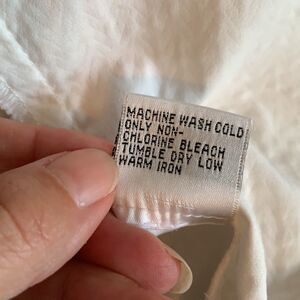 MACHINE WASH COLD
ONLY NON-
CHLORINE BLEACH
TUMBLE DRY LOW
WARM IRON